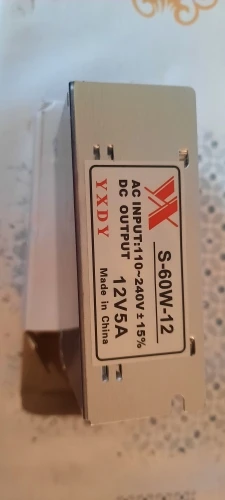 S-60W-12
AC INPUT:110~240V±15%
DC OUTPUT 12V5A
YXDY
Made in China